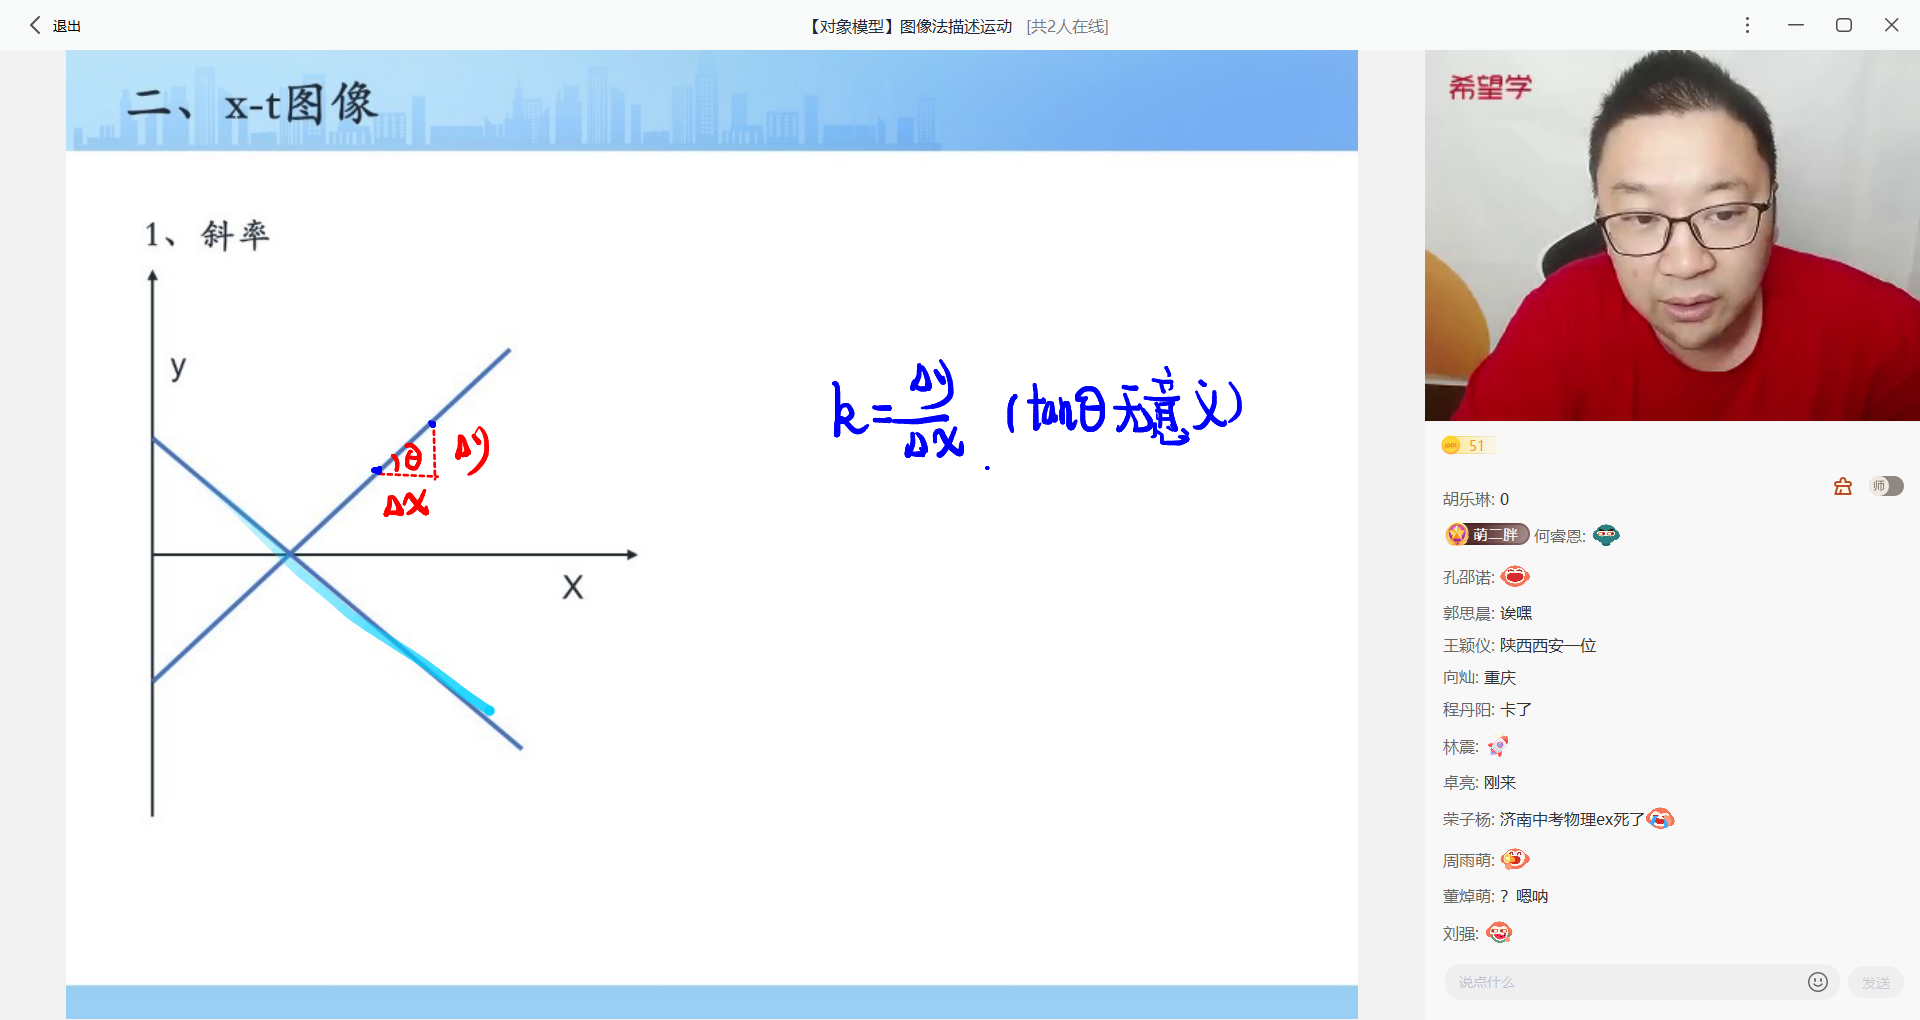 退出
【对象模型】图像法描述运动 [共2人在线]
二、x-t图像
1、斜率
y
θ
Δy
Δx
X
k=Δy/Δx (tanθ无意义)
希望学
51
师
胡乐琳: 0
萌二胖 何睿恩:
孔邵诺:
郭思晨: 诶嘿
王颖仪: 陕西西安一位
向灿: 重庆
程丹阳: 卡了
林震:
卓亮: 刚来
荣子杨: 济南中考物理ex死了
周雨萌:
董焯萌: ? 嗯呐
刘强:
说点什么
发送